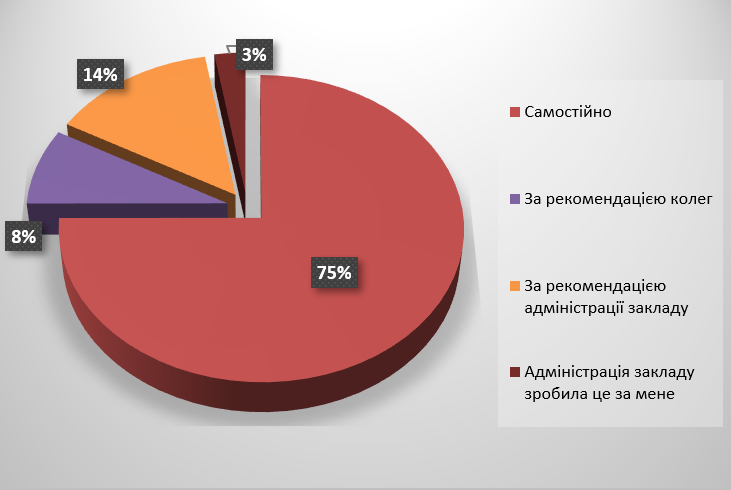 3%
14%
8%
75%
Самостійно
За рекомендацією колег
За рекомендацією
адміністрації закладу
Адміністрація закладу
зробила це за мене